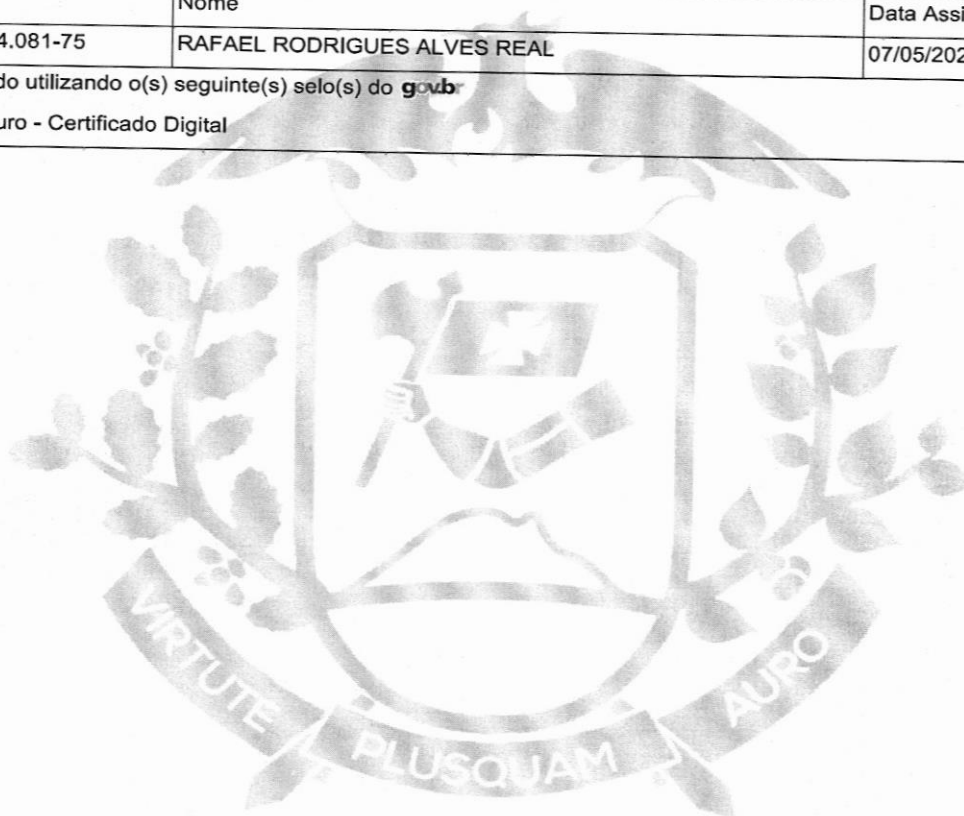 Nome Data Assi
4.081-75 RAFAEL RODRIGUES ALVES REAL 07/05/202
do utilizando o(s) seguinte(s) selo(s) do gov.br
uro - Certificado Digital
VIRTUTE PLUSQUAM AURO